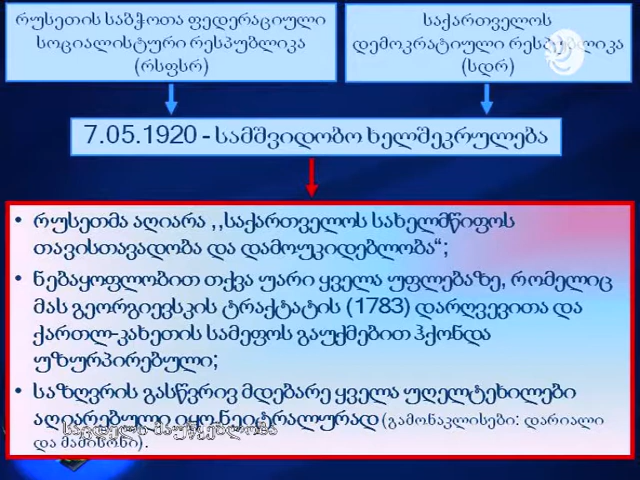 რუსეთის საბჭოთა ფედერაციული
სოციალისტური რესპუბლიკა
(რსფსრ)
საქართველოს
დემოკრატიული რესპუბლიკა
(სდრ)
7.05.1920 - სამშვიდობო ხელშეკრულება
• რუსეთმა აღიარა ,,საქართველოს სახელმწიფოს
თავისთავადობა და დამოუკიდებლობა“;
• ნებაყოფლობით თქვა უარი ყველა უფლებაზე, რომელიც
მას გეორგიევსკის ტრაქტატის (1783) დარღვევითა და
ქართლ-კახეთის სამეფოს გაუქმებით ჰქონდა
უზურპირებული;
• საზღვრის გასწვრივ მდებარე ყველა უღელტეხილები
აღიარებული იყო ნეიტრალურად (გამონაკლისები: დარიალი
და მამისონი).